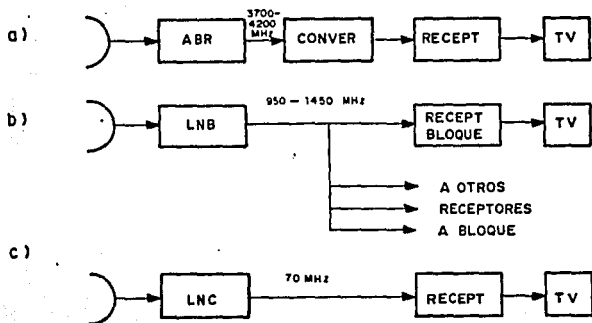 3700-
4200
MHz
a)
ABR
CONVER
RECEPT
TV
950 - 1450 MHz
b)
LNB
RECEPT
BLOQUE
TV
A OTROS
RECEPTORES
A BLOQUE
c)
70 MHz
LNC
RECEPT
TV